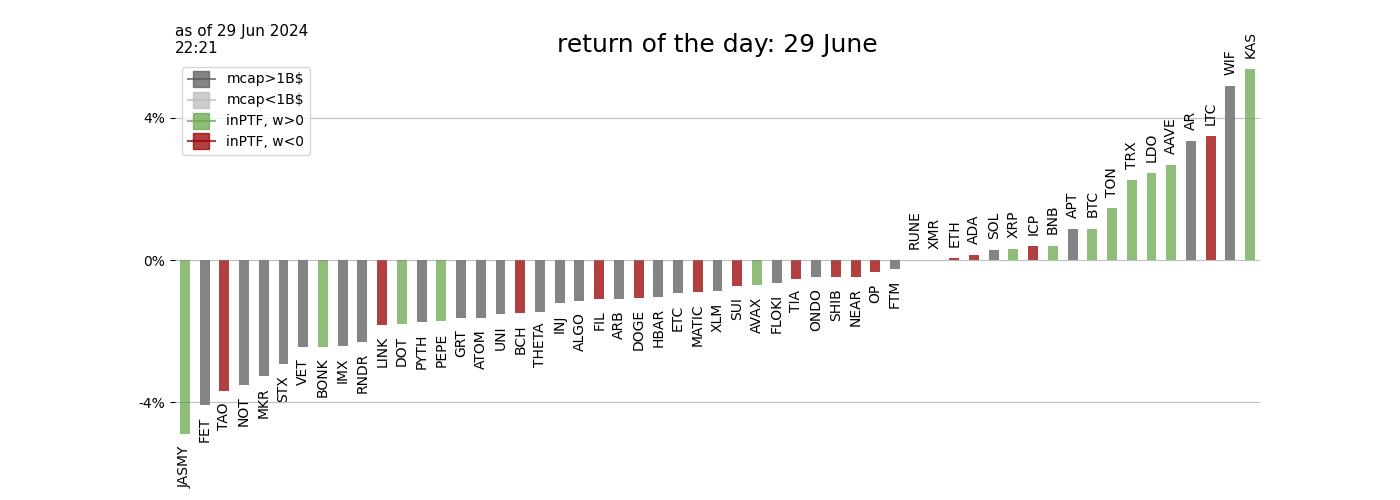 as of 29 Jun 2024
22:21
return of the day: 29 June
mcap>1B$
mcap<1B$
inPTF, w>0
inPTF, w<0
4%
0%
-4%
JASMY
FET
TAO
NOT
MKR
STX
VET
BONK
IMX
RNDR
LINK
DOT
PYTH
PEPE
GRT
ATOM
UNI
BCH
THETA
INJ
ALGO
FIL
ARB
DOGE
HBAR
ETC
MATIC
XLM
SUI
AVAX
FLOKI
TIA
ONDO
SHIB
NEAR
OP
FTM
RUNE
XMR
ETH
ADA
SOL
XRP
ICP
BNB
APT
BTC
TON
TRX
LDO
AAVE
AR
LTC
WIF
KAS